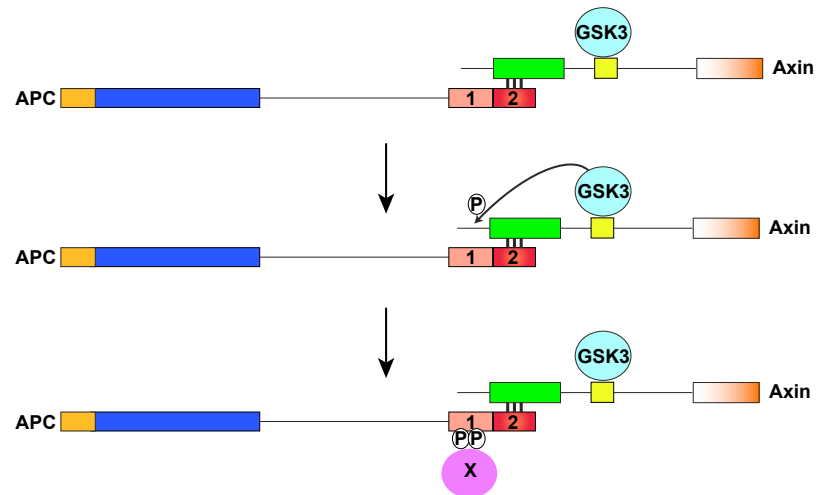 GSK3
Axin
APC 1 2
GSK3
P
Axin
APC 1 2
GSK3
Axin
APC 1 2
P P
X